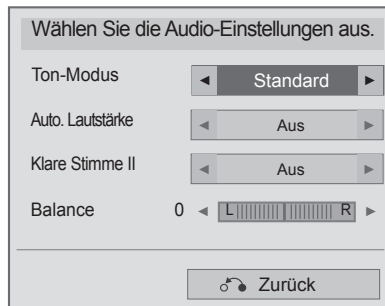 Wählen Sie die Audio-Einstellungen aus.
Ton-Modus ◄ Standard ►
Auto. Lautstärke ◄ Aus ►
Klare Stimme II ◄ Aus ►
Balance 0 ◄ L R ►
Zurück